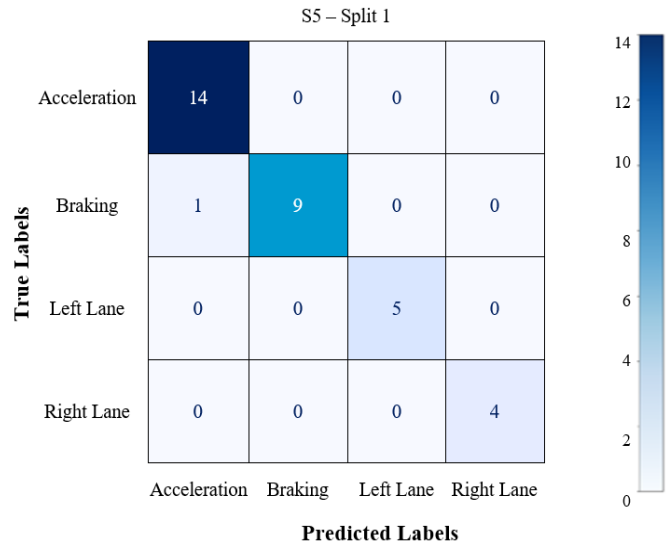 S5 – Split 1
Acceleration 14 0 0 0
Braking 1 9 0 0
Left Lane 0 0 5 0
Right Lane 0 0 0 4
Acceleration Braking Left Lane Right Lane
Predicted Labels
True Labels
14
12
10
8
6
4
2
0